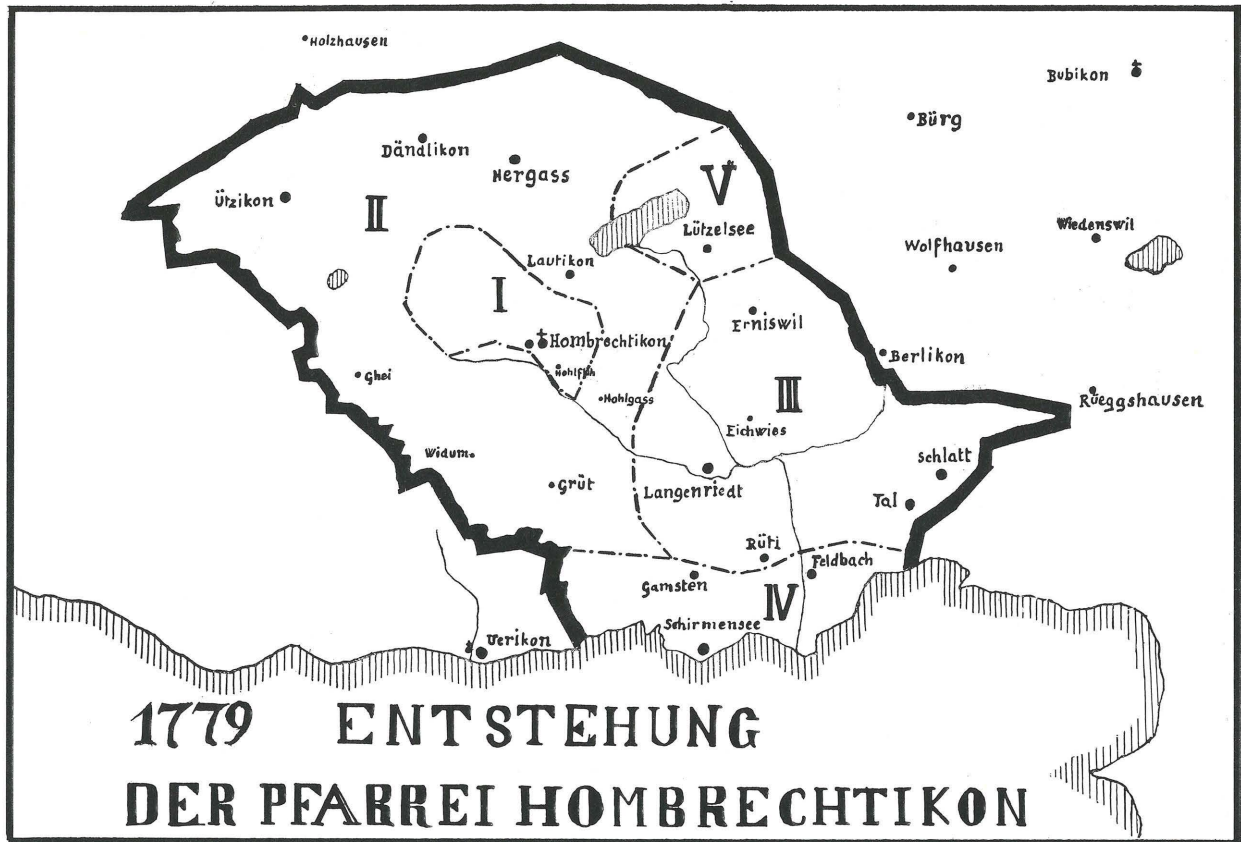 Holzhausen
Bubikon
Bürg
Dändlikon
Hergass
V
Ützikon
II
Lützelsee
Wiedenswil
Wolfhausen
Lautikon
I
Erniswil
Hombrechtikon
Berlikon
Ghei
Hohlfluh
Hohlgass
III
Rüeggshausen
Eichwies
Widum
Schlatt
Grüt
Langenriedt
Tal
Rüti
Feldbach
Gamsten
IV
Schirmensee
Uerikon
1779 ENTSTEHUNG
DER PFARREI HOMBRECHTIKON